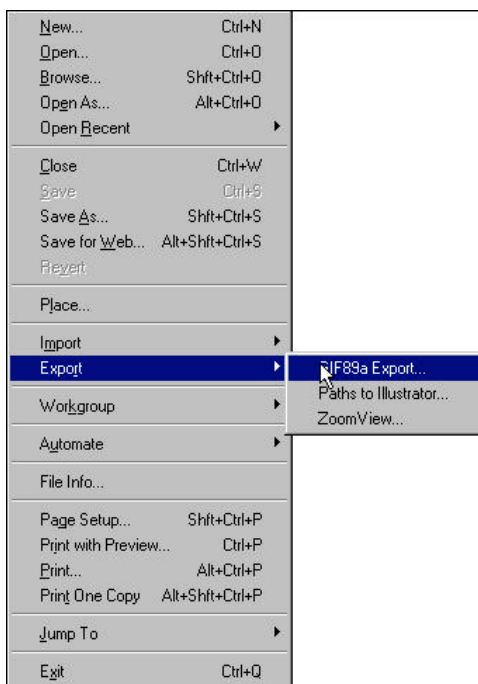 New... Ctrl+N
Open... Ctrl+O
Browse... Shft+Ctrl+O
Open As... Alt+Ctrl+O
Open Recent
Close Ctrl+W
Save Ctrl+S
Save As... Shft+Ctrl+S
Save for Web... Alt+Shft+Ctrl+S
Revert
Place...
Import
Export
GIF89a Export...
Paths to Illustrator...
ZoomView...
Workgroup
Automate
File Info...
Page Setup... Shft+Ctrl+P
Print with Preview... Ctrl+P
Print... Alt+Ctrl+P
Print One Copy Alt+Shft+Ctrl+P
Jump To
Exit Ctrl+Q